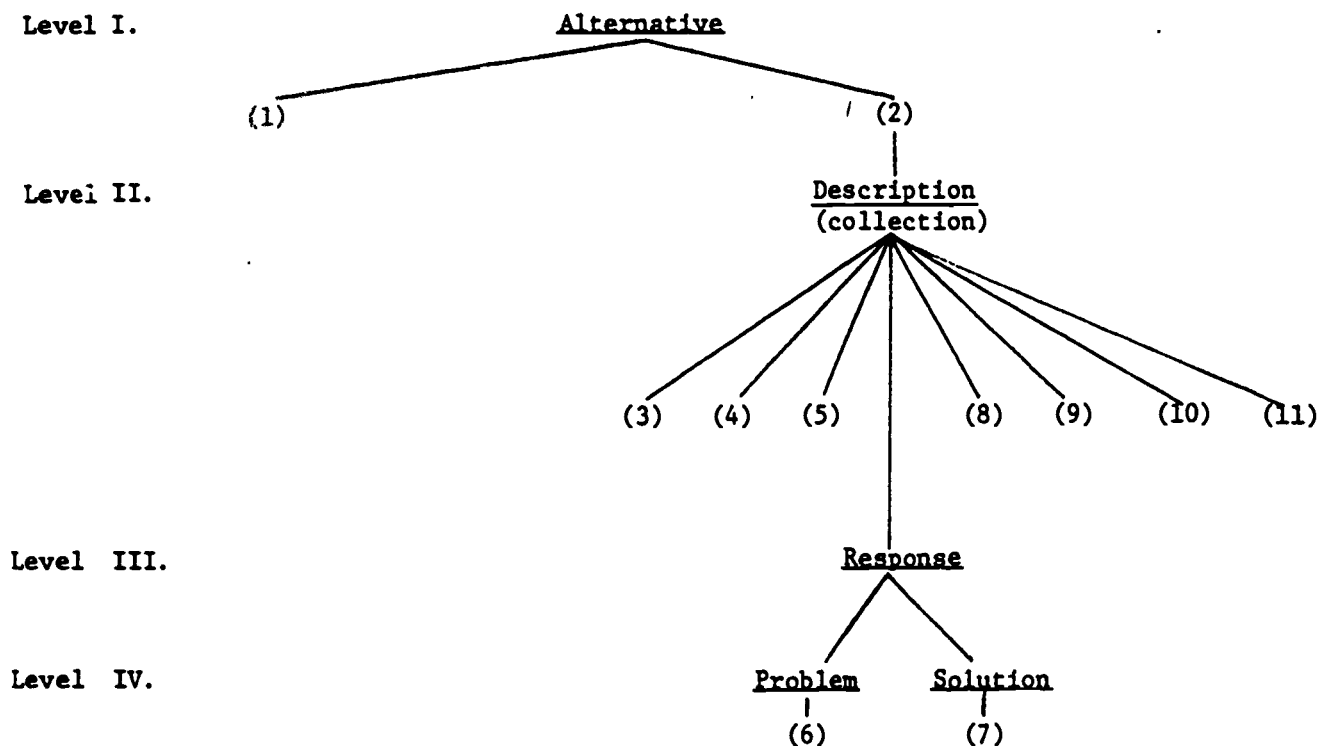 Level I. Alternative
(1) (2)
Level II. Description
(collection)
(3) (4) (5) (8) (9) (10) (11)
Level III. Response
Level IV. Problem Solution
(6) (7)